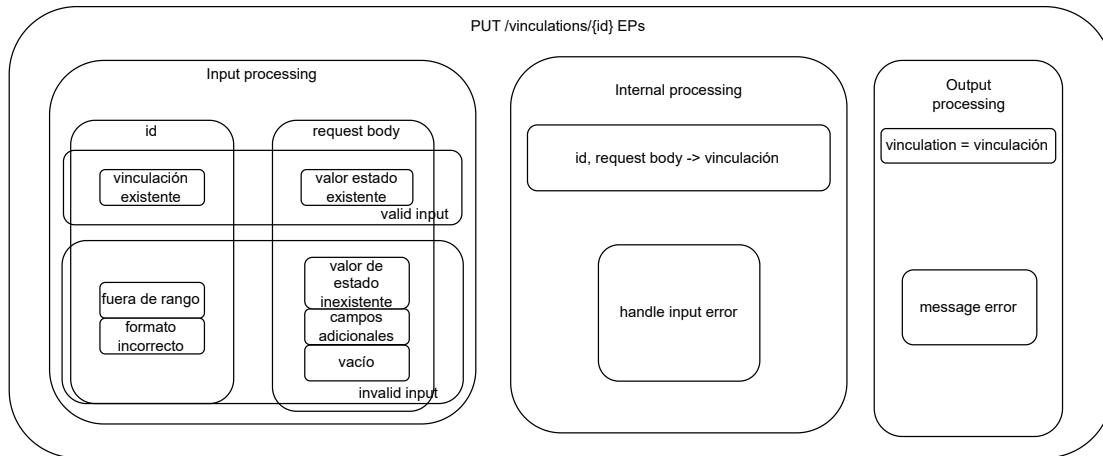 PUT /vinculations/{id} EPs
Input processing
id
request body
vinculación
existente
valor estado
existente
valid input
fuera de rango
formato
incorrecto
valor de
estado
inexistente
campos
adicionales
vacío
invalid input
Internal processing
id, request body -> vinculación
handle input error
Output
processing
vinculation = vinculación
message error